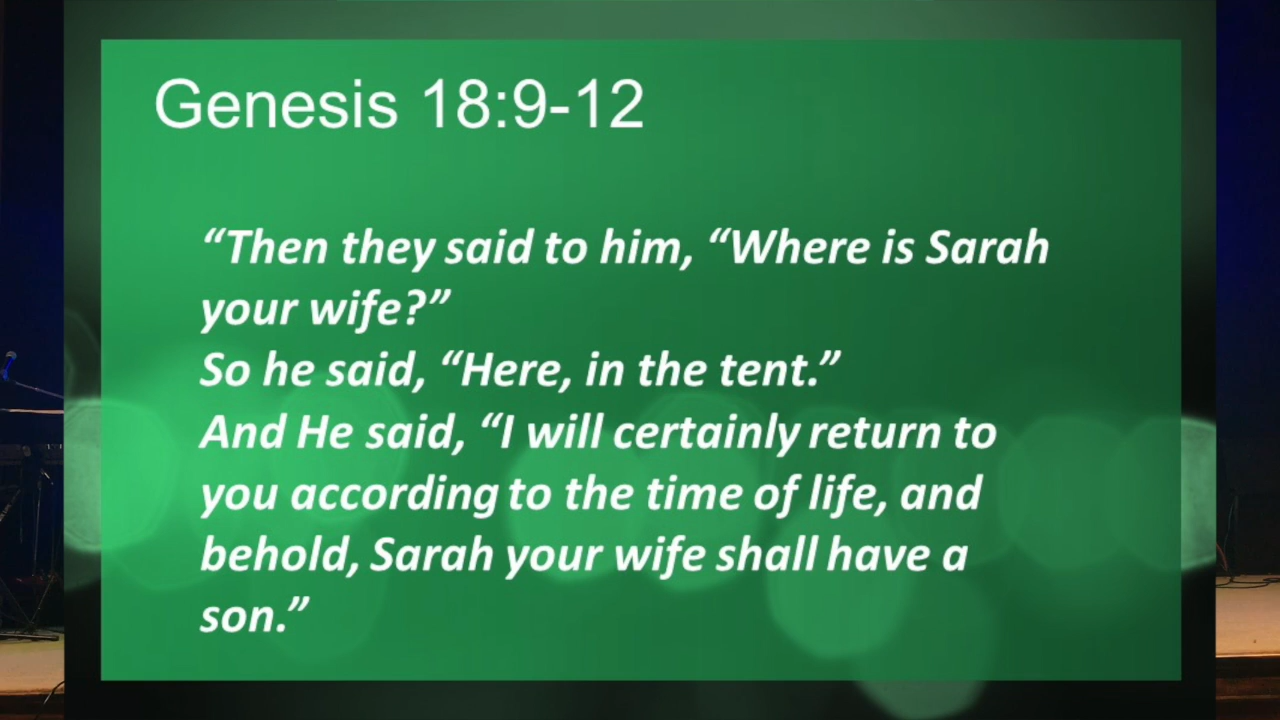 Genesis 18:9-12
“Then they said to him, “Where is Sarah
your wife?”
So he said, “Here, in the tent.”
And He said, “I will certainly return to
you according to the time of life, and
behold, Sarah your wife shall have a
son.”